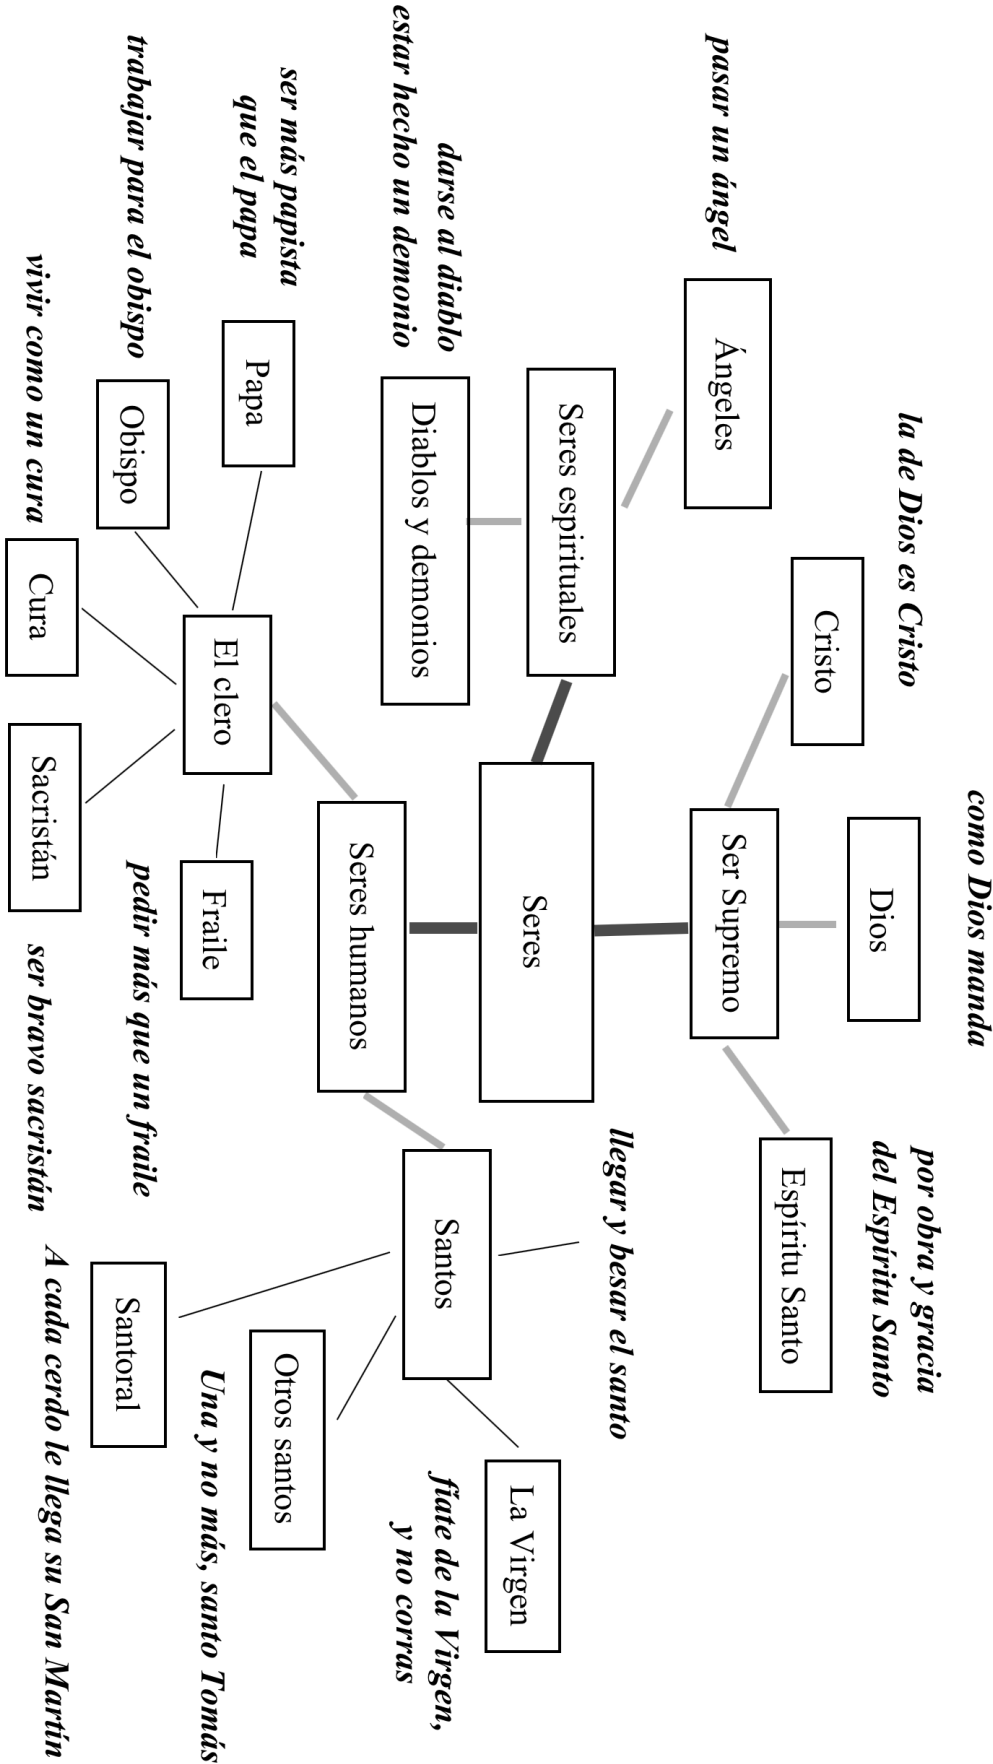 como Dios manda
por obra y gracia
del Espíritu Santo
la de Dios es Cristo
Dios
Cristo
Espíritu Santo
pasar un ángel
Ángeles
Ser Supremo
llegar y besar el santo
Seres espirituales
Seres
La Virgen
darse al diablo
estar hecho un demonio
Diablos y demonios
Santos
fíate de la Virgen,
y no corras
Seres humanos
ser más papista
que el papa
Papa
Otros santos
El clero
Fraile
Una y no más, santo Tomás
trabajar para el obispo
Obispo
pedir más que un fraile
Santoral
vivir como un cura
Cura
Sacristán
ser bravo sacristán
A cada cerdo le llega su San Martín